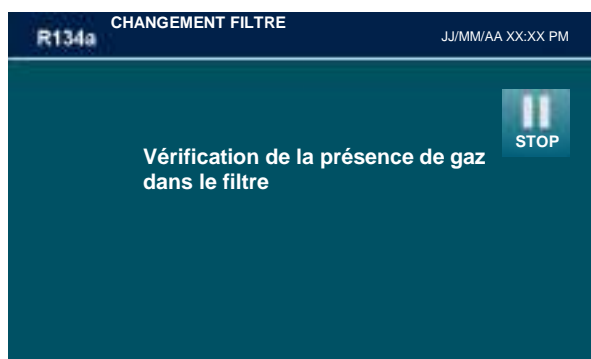 R134a CHANGEMENT FILTRE JJ/MM/AA XX:XX PM
STOP
Vérification de la présence de gaz
dans le filtre